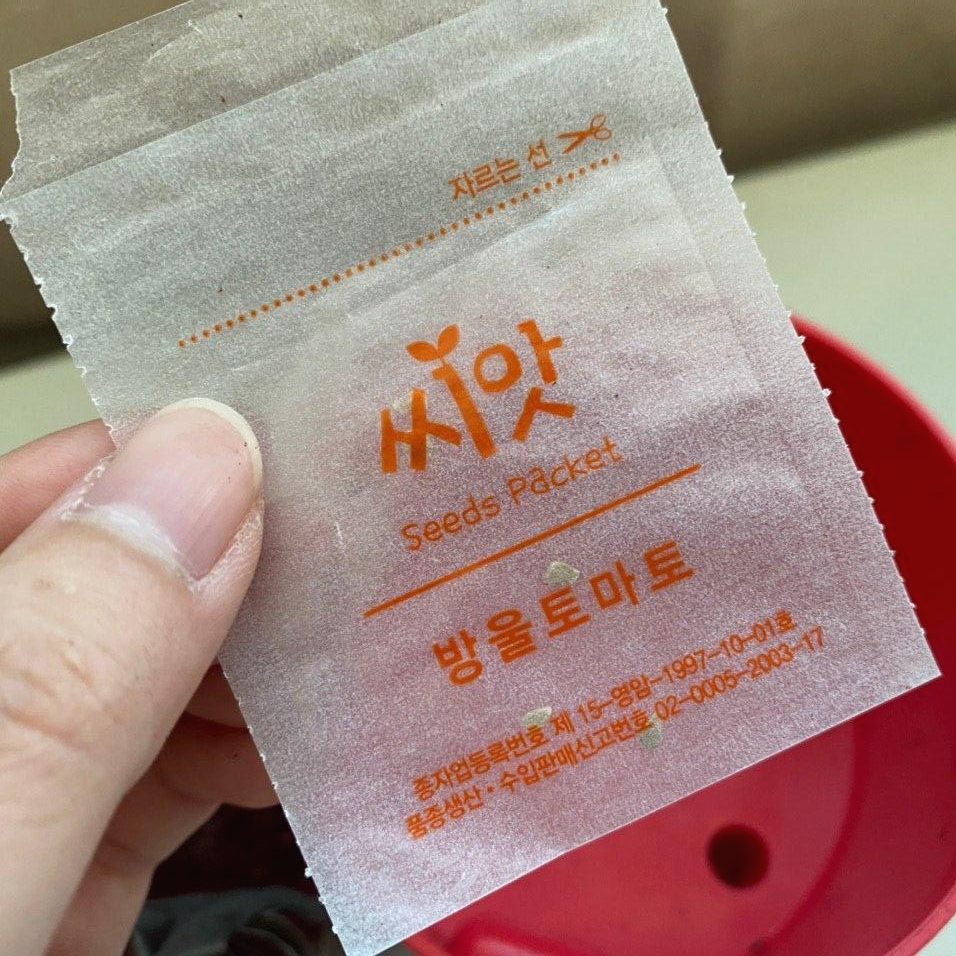 자르는 선
씨앗
Seeds Packet
방울토마토
종자업등록번호 제 15-영암-1997-10-01호
품종생산·수입판매신고번호 02-0005-2003-17